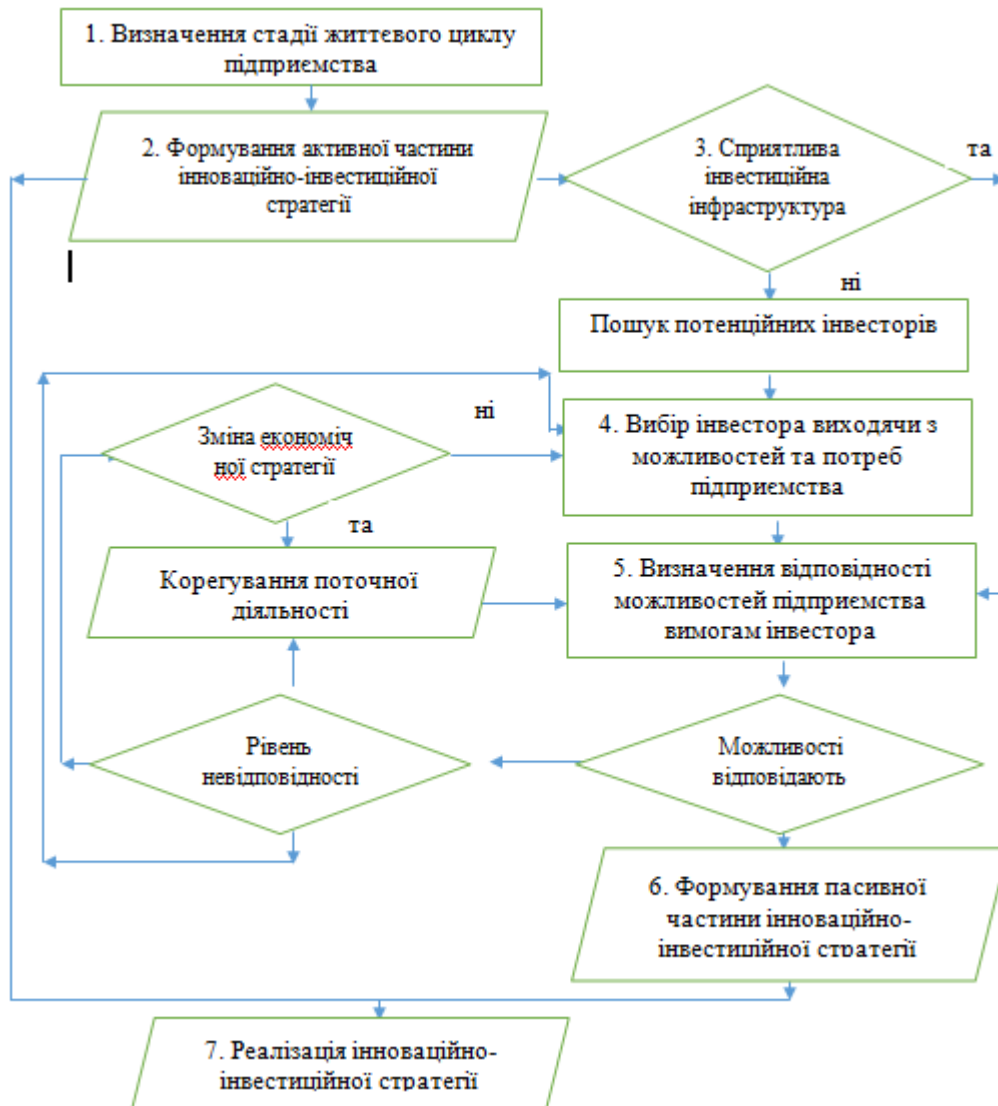 1. Визначення стадії життєвого циклу
підприємства
2. Формування активної частини
інноваційно-інвестиційної
стратегії
3. Сприятлива
інвестиційна
інфраструктура
та
ні
Пошук потенційних інвесторів
Зміна економіч
ної стратегії
ні
4. Вибір інвестора виходячи з
можливостей та потреб
підприємства
та
Корегування поточної
діяльності
5. Визначення відповідності
можливостей підприємства
вимогам інвестора
Рівень
невідповідності
Можливості
відповідають
6. Формування пасивної
частини інноваційно-
інвестиційної стратегії
7. Реалізація інноваційно-
інвестиційної стратегії